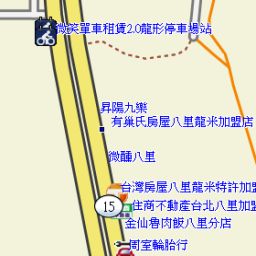 微笑單車租賃2.0龍形停車場站
昇陽九樂
有巢氏房屋八里龍米加盟店
微醺八里
台灣房屋八里龍米特許加盟
15
住商不動產台北八里加盟
金仙魯肉飯八里分店
周室輪胎行